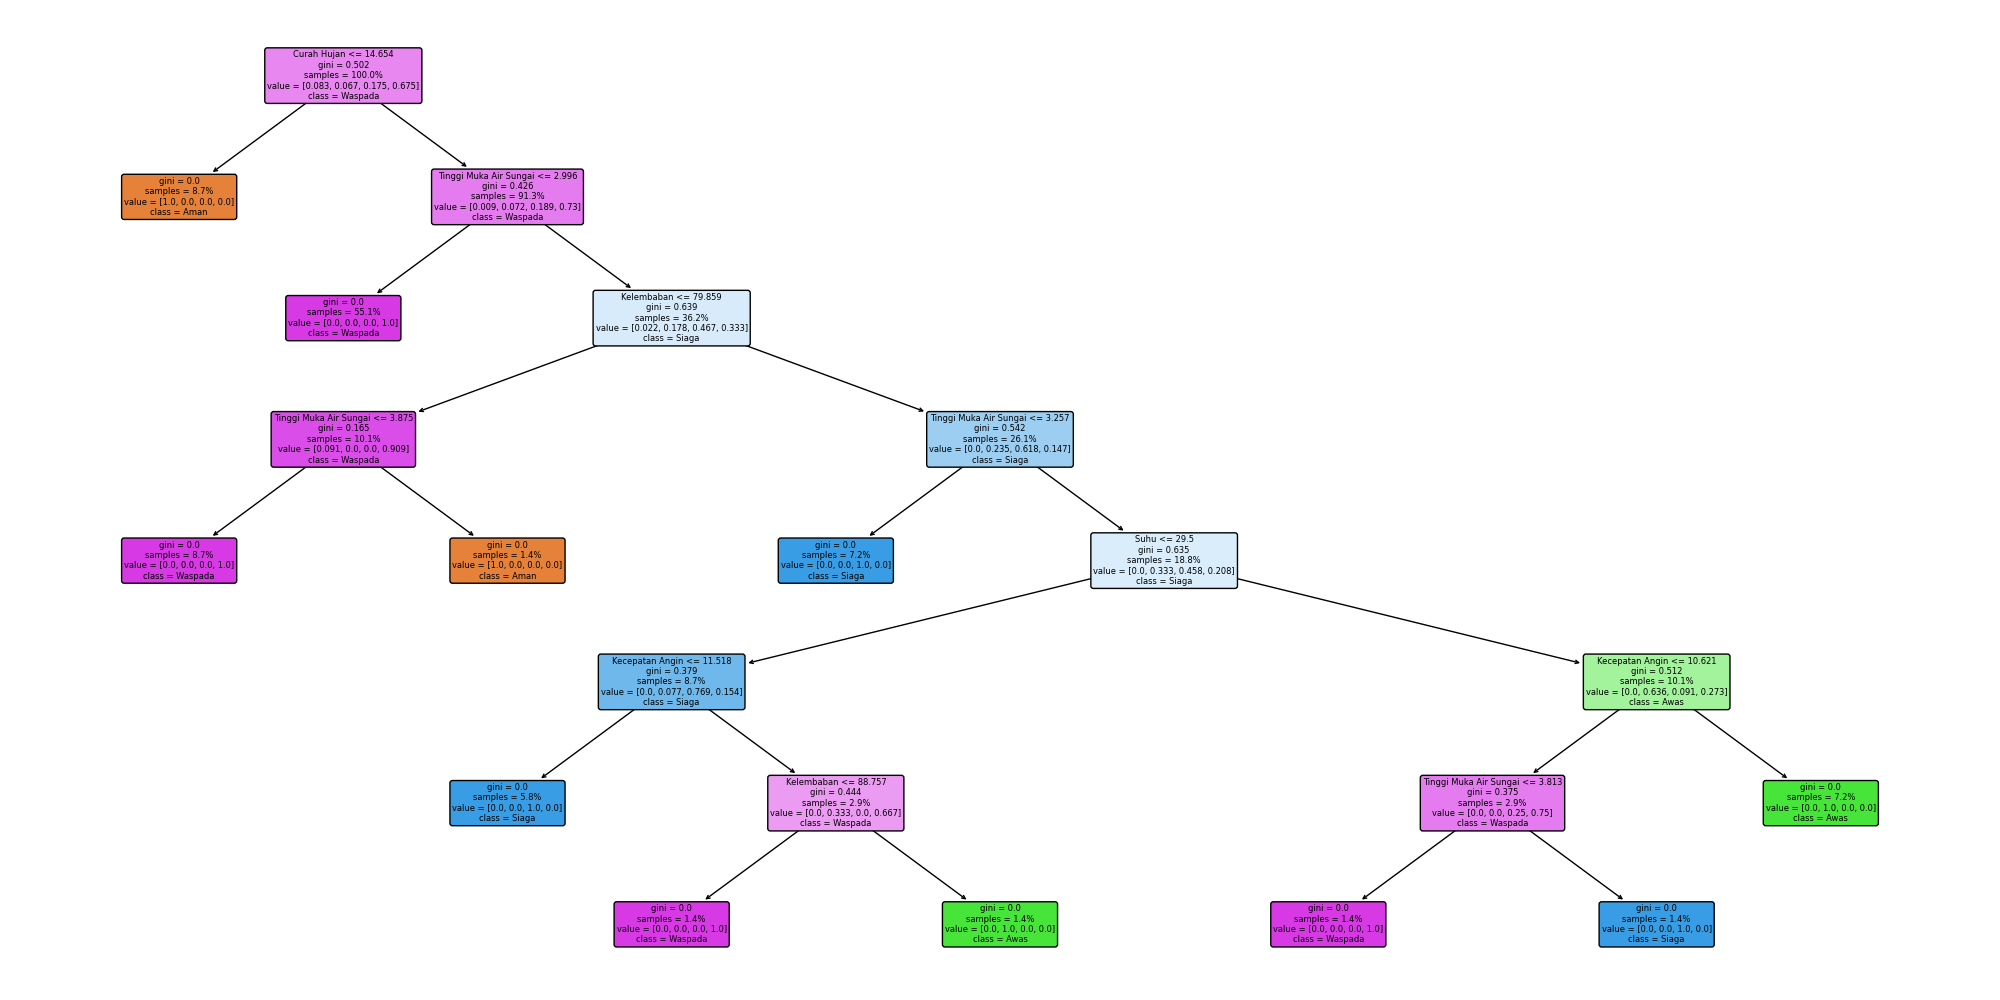 Curah Hujan <= 14.654
gini = 0.502
samples = 100.0%
value = [0.083, 0.067, 0.175, 0.675]
class = Waspada
gini = 0.0
samples = 8.7%
value = [1.0, 0.0, 0.0, 0.0]
class = Aman
Tinggi Muka Air Sungai <= 2.996
gini = 0.426
samples = 91.3%
value = [0.009, 0.072, 0.189, 0.73]
class = Waspada
gini = 0.0
samples = 55.1%
value = [0.0, 0.0, 0.0, 1.0]
class = Waspada
Kelembaban <= 79.859
gini = 0.639
samples = 36.2%
value = [0.022, 0.178, 0.467, 0.333]
class = Siaga
Tinggi Muka Air Sungai <= 3.875
gini = 0.165
samples = 10.1%
value = [0.091, 0.0, 0.0, 0.909]
class = Waspada
Tinggi Muka Air Sungai <= 3.257
gini = 0.542
samples = 26.1%
value = [0.0, 0.235, 0.618, 0.147]
class = Siaga
gini = 0.0
samples = 8.7%
value = [0.0, 0.0, 0.0, 1.0]
class = Waspada
gini = 0.0
samples = 1.4%
value = [1.0, 0.0, 0.0, 0.0]
class = Aman
gini = 0.0
samples = 7.2%
value = [0.0, 0.0, 1.0, 0.0]
class = Siaga
Suhu <= 29.5
gini = 0.635
samples = 18.8%
value = [0.0, 0.333, 0.458, 0.208]
class = Siaga
Kecepatan Angin <= 11.518
gini = 0.379
samples = 8.7%
value = [0.0, 0.077, 0.769, 0.154]
class = Siaga
Kecepatan Angin <= 10.621
gini = 0.512
samples = 10.1%
value = [0.0, 0.636, 0.091, 0.273]
class = Awas
gini = 0.0
samples = 5.8%
value = [0.0, 0.0, 1.0, 0.0]
class = Siaga
Kelembaban <= 88.757
gini = 0.444
samples = 2.9%
value = [0.0, 0.333, 0.0, 0.667]
class = Waspada
Tinggi Muka Air Sungai <= 3.813
gini = 0.375
samples = 2.9%
value = [0.0, 0.0, 0.25, 0.75]
class = Waspada
gini = 0.0
samples = 7.2%
value = [0.0, 1.0, 0.0, 0.0]
class = Awas
gini = 0.0
samples = 1.4%
value = [0.0, 0.0, 0.0, 1.0]
class = Waspada
gini = 0.0
samples = 1.4%
value = [0.0, 1.0, 0.0, 0.0]
class = Awas
gini = 0.0
samples = 1.4%
value = [0.0, 0.0, 0.0, 1.0]
class = Waspada
gini = 0.0
samples = 1.4%
value = [0.0, 0.0, 1.0, 0.0]
class = Siaga